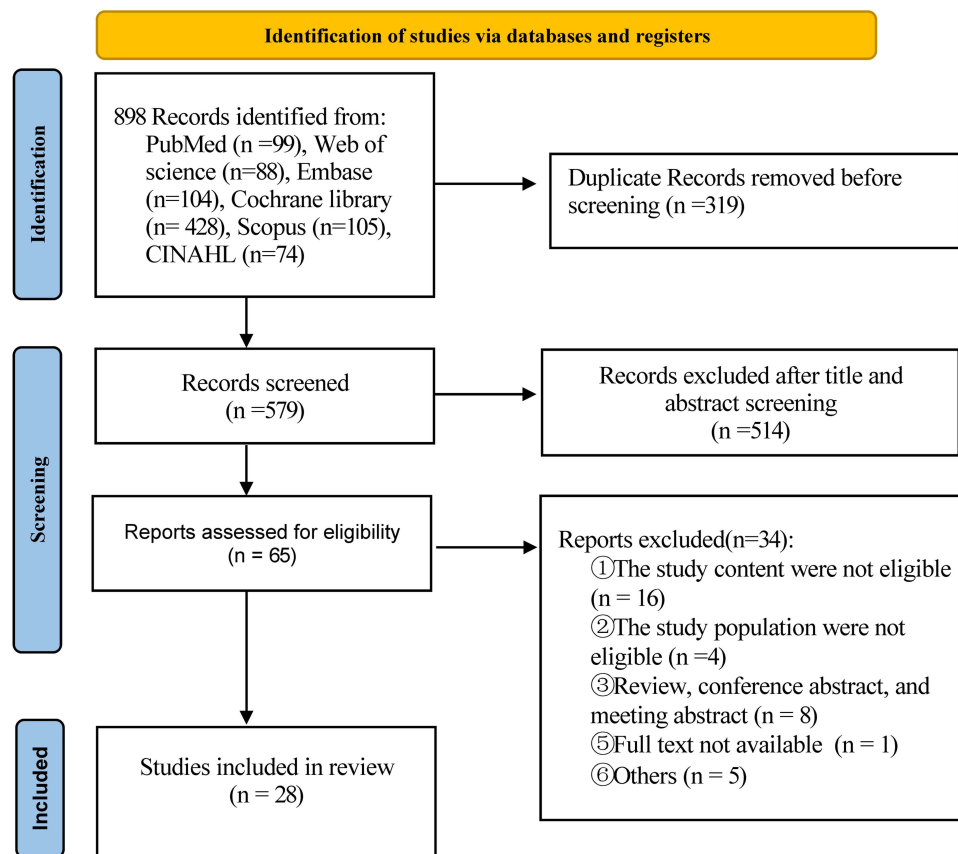 Identification of studies via databases and registers
Identification
898 Records identified from:
PubMed (n =99), Web of
science (n=88), Embase
(n=104), Cochrane library
(n= 428), Scopus (n=105),
CINAHL (n=74)
Duplicate Records removed before
screening (n =319)
Screening
Records screened
(n =579)
Records excluded after title and
abstract screening
(n =514)
Reports assessed for eligibility
(n = 65)
Reports excluded(n=34):
①The study content were not eligible
(n = 16)
②The study population were not
eligible (n =4)
③Review, conference abstract, and
meeting abstract (n = 8)
⑤Full text not available (n = 1)
⑥Others (n = 5)
Included
Studies included in review
(n = 28)